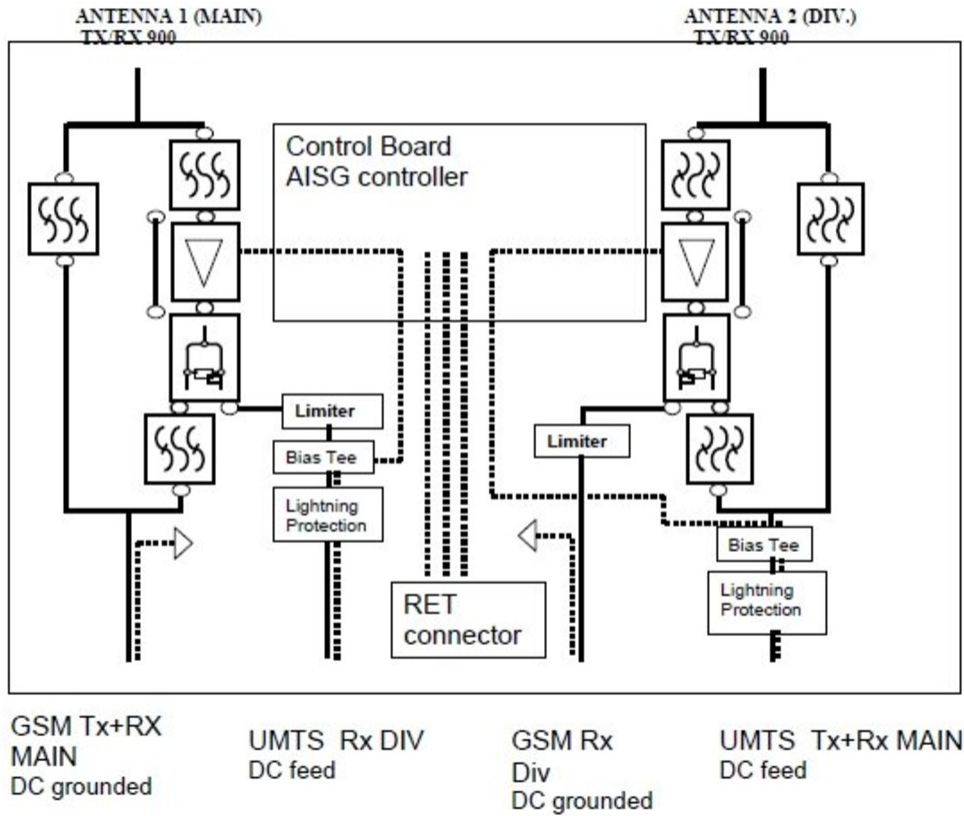 ANTENNA 1 (MAIN)
TX/RX 900
ANTENNA 2 (DIV.)
TX/RX 900
Control Board
AISG controller
Limiter
Bias Tee
Lightning
Protection
Limiter
Bias Tee
Lightning
Protection
RET
connector
GSM Tx+RX
MAIN
DC grounded
UMTS Rx DIV
DC feed
GSM Rx
Div
DC grounded
UMTS Tx+Rx MAIN
DC feed